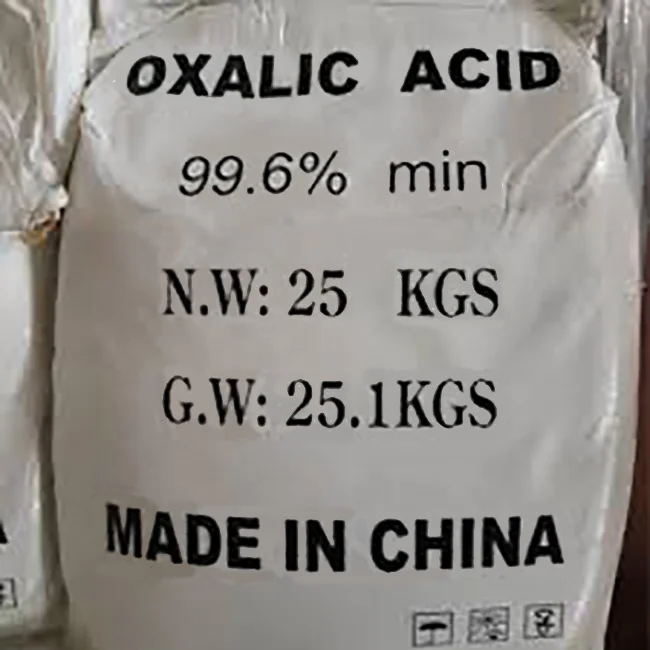 OXALIC ACID
99.6% min
N.W: 25 KGS
G.W: 25.1KGS
MADE IN CHINA